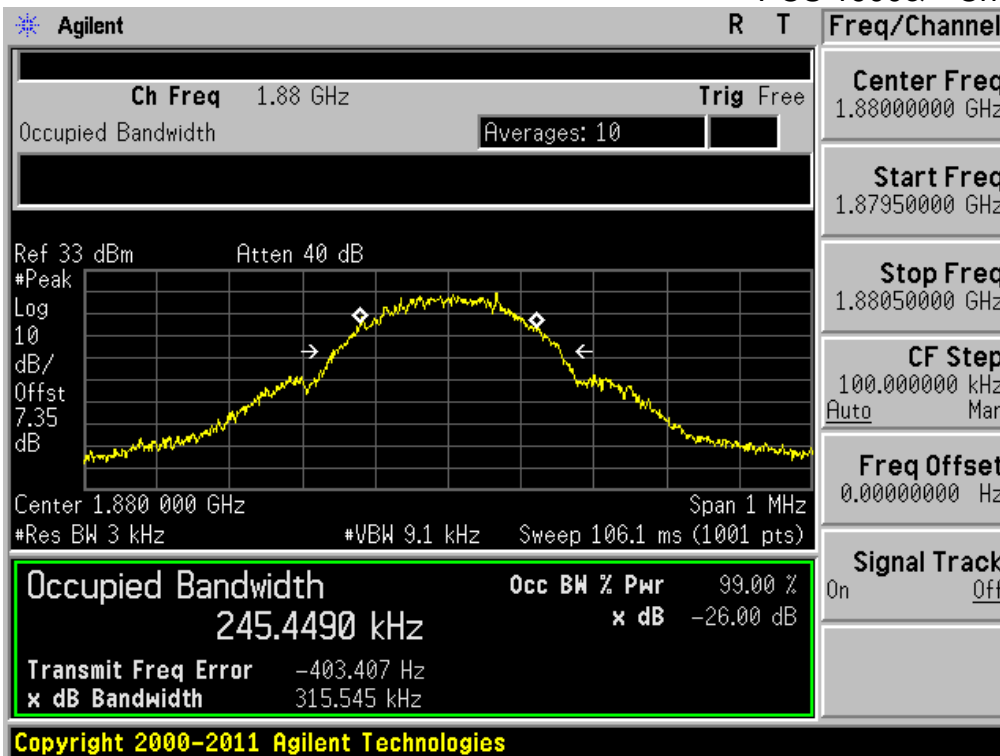 Agilent R T Freq/Channel
Ch Freq 1.88 GHz Trig Free
Occupied Bandwidth Averages: 10
Center Freq
1.88000000 GHz
Start Freq
1.87950000 GHz
Stop Freq
1.88050000 GHz
CF Step
100.000000 kHz
Auto Man
Freq Offset
0.00000000 Hz
Signal Track
On Off
Ref 33 dBm Atten 40 dB
#Peak
Log
10
dB/
Offst
7.35
dB
Center 1.880 000 GHz Span 1 MHz
#Res BW 3 kHz #VBW 9.1 kHz Sweep 106.1 ms (1001 pts)
Occupied Bandwidth Occ BW % Pwr 99.00 %
245.4490 kHz x dB -26.00 dB
Transmit Freq Error -403.407 Hz
x dB Bandwidth 315.545 kHz
Copyright 2000-2011 Agilent Technologies